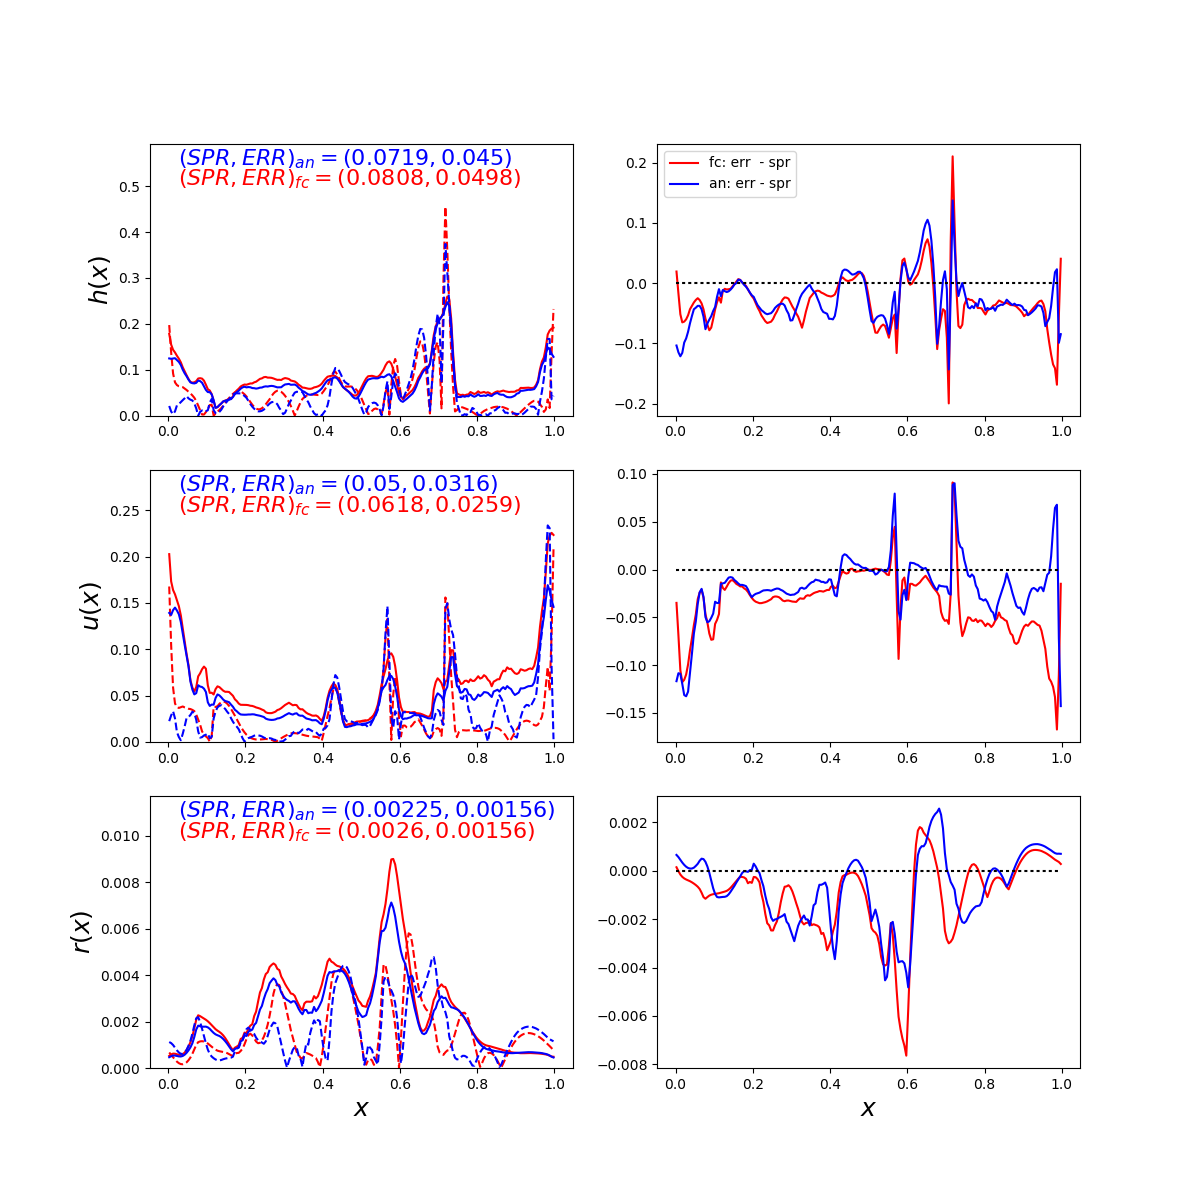 (SPR, ERR)an = (0.0719, 0.045)
(SPR, ERR)fc = (0.0808, 0.0498)
h(x)
0.5
0.4
0.3
0.2
0.1
0.0
0.0 0.2 0.4 0.6 0.8 1.0
fc: err - spr
an: err - spr
0.2
0.1
0.0
−0.1
−0.2
0.0 0.2 0.4 0.6 0.8 1.0
(SPR, ERR)an = (0.05, 0.0316)
(SPR, ERR)fc = (0.0618, 0.0259)
u(x)
0.25
0.20
0.15
0.10
0.05
0.00
0.0 0.2 0.4 0.6 0.8 1.0
0.10
0.05
0.00
−0.05
−0.10
−0.15
0.0 0.2 0.4 0.6 0.8 1.0
(SPR, ERR)an = (0.00225, 0.00156)
(SPR, ERR)fc = (0.0026, 0.00156)
r(x)
0.010
0.008
0.006
0.004
0.002
0.000
0.0 0.2 0.4 0.6 0.8 1.0
x
0.002
0.000
−0.002
−0.004
−0.006
−0.008
0.0 0.2 0.4 0.6 0.8 1.0
x